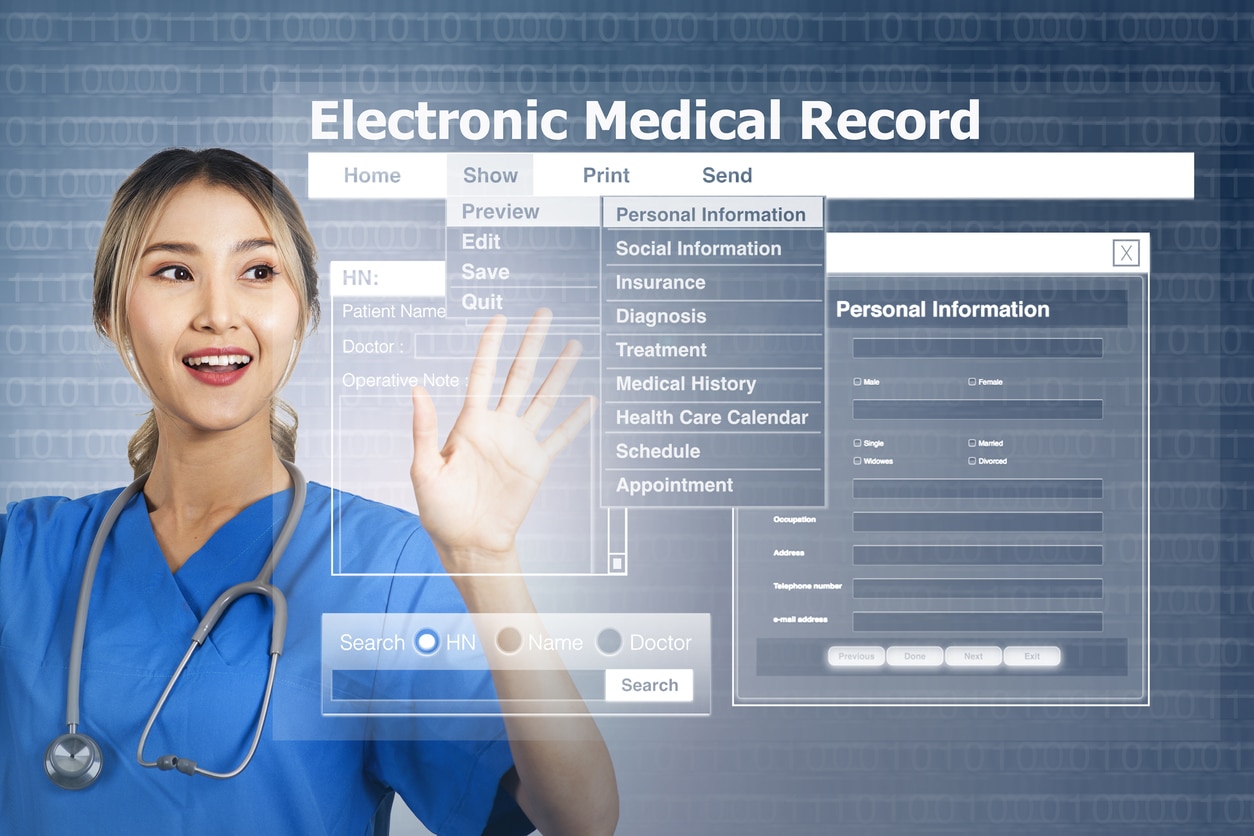 Electronic Medical Record
Home Show Print Send
Preview
Edit
Save
Quit
Personal Information
Social Information
Insurance
Diagnosis
Treatment
Medical History
Health Care Calendar
Schedule
Appointment
HN:
Patient Name
Doctor :
Operative Note :
X
Personal Information
Male Female
Single Married
Widowes Divorced
Occupation
Address
Telephone number
e-mail address
Previous Done Next Exit
Search HN Name Doctor
Search